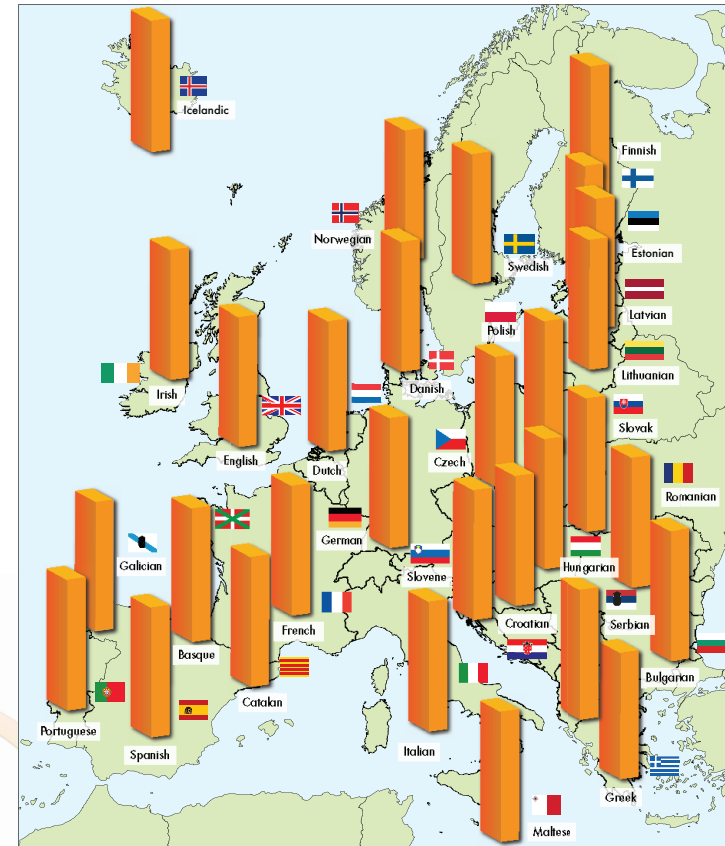 Icelandic
Finnish
Norwegian
Estonian
Swedish
Latvian
Polish
Lithuanian
Danish
Irish
Slovak
English
Dutch
Czech
Romanian
German
Galician
Hungarian
Slovene
Serbian
Croatian
French
Basque
Bulgarian
Catalan
Portuguese
Spanish
Italian
Greek
Maltese